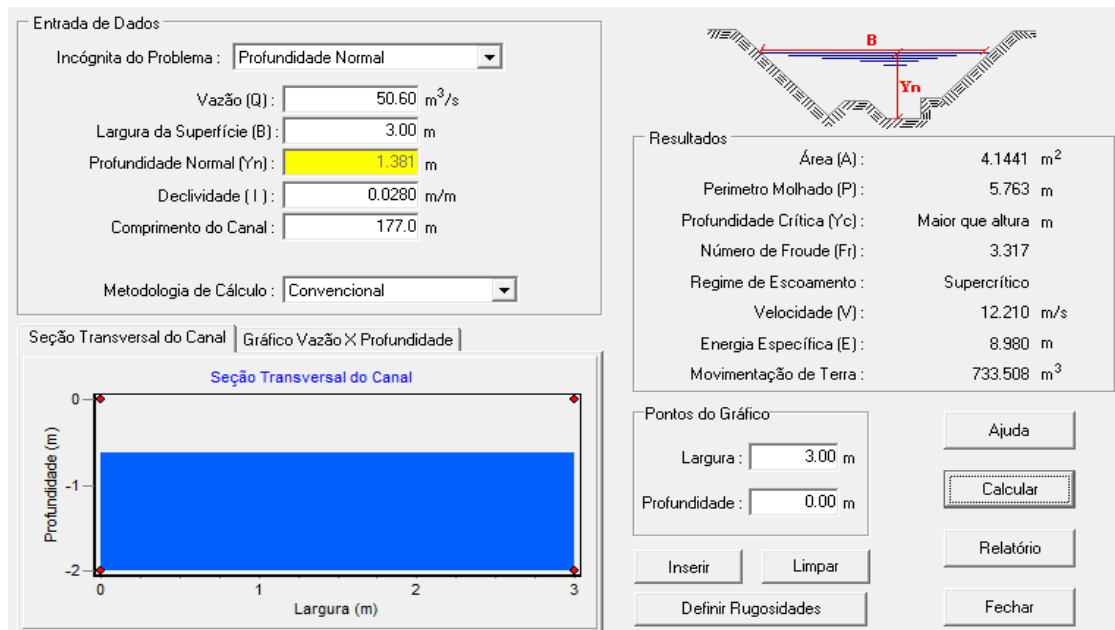 Entrada de Dados
Incógnita do Problema : Profundidade Normal
Vazão (Q) : 50.60 m³/s
Largura da Superfície (B) : 3.00 m
Profundidade Normal (Yn) : 1.381 m
Declividade ( I ) : 0.0280 m/m
Comprimento do Canal : 177.0 m
Metodologia de Cálculo : Convencional
B
Yn
Resultados
Área (A) : 4.1441 m²
Perimetro Molhado (P) : 5.763 m
Profundidade Crítica (Yc) : Maior que altura m
Número de Froude (Fr) : 3.317
Regime de Escoamento : Supercrítico
Velocidade (V) : 12.210 m/s
Energia Específica (E) : 8.980 m
Movimentação de Terra : 733.508 m³
Seção Transversal do Canal Gráfico Vazão X Profundidade
Seção Transversal do Canal
Profundidade (m)
0
-1
-2
0 1 2 3
Largura (m)
Pontos do Gráfico
Largura : 3.00 m
Profundidade : 0.00 m
Inserir Limpar
Definir Rugosidades
Ajuda
Calcular
Relatório
Fechar